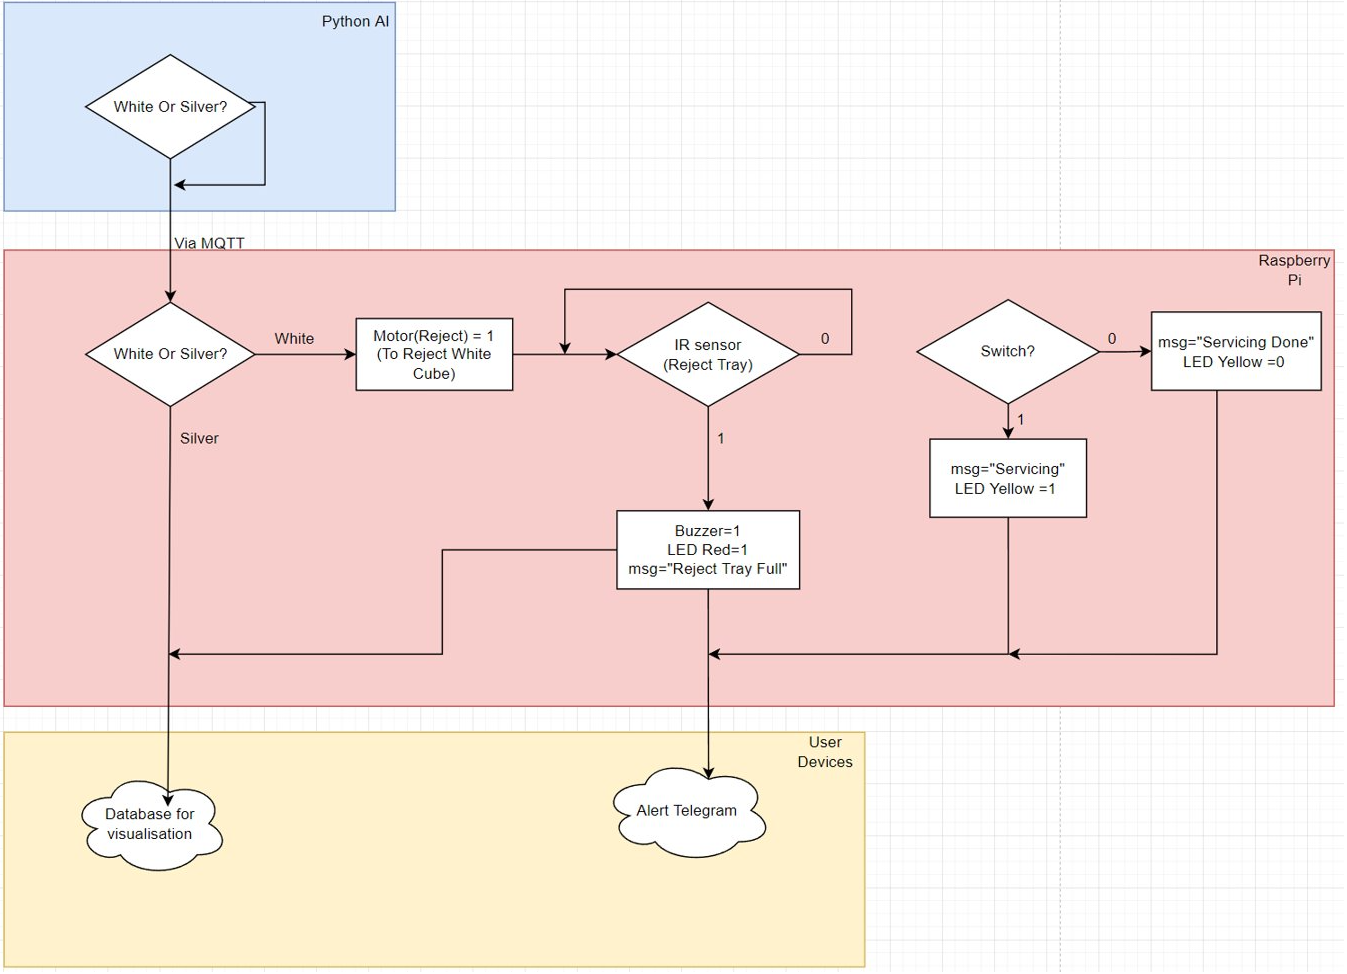 Python AI
White Or Silver?
Via MQTT
Raspberry
Pi
White Or Silver?
White
Silver
Motor(Reject) = 1
(To Reject White
Cube)
IR sensor
(Reject Tray)
0
1
Switch?
0
1
msg="Servicing Done"
LED Yellow =0
msg="Servicing"
LED Yellow =1
Buzzer=1
LED Red=1
msg="Reject Tray Full"
User
Devices
Database for
visualisation
Alert Telegram